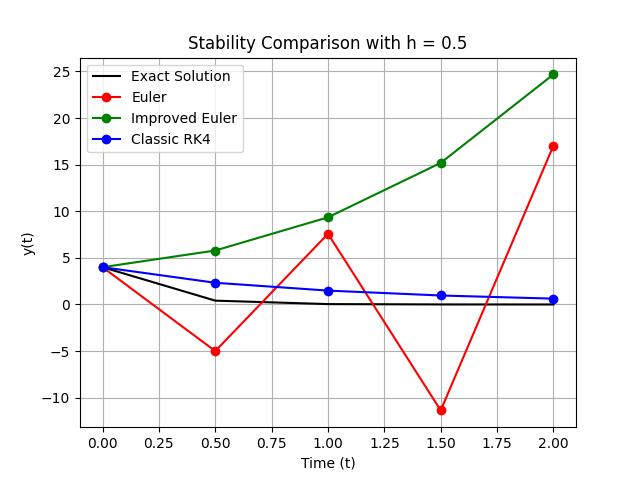 Stability Comparison with h = 0.5
Exact Solution
Euler
Improved Euler
Classic RK4
y(t)
25
20
15
10
5
0
−5
−10
0.00 0.25 0.50 0.75 1.00 1.25 1.50 1.75 2.00
Time (t)